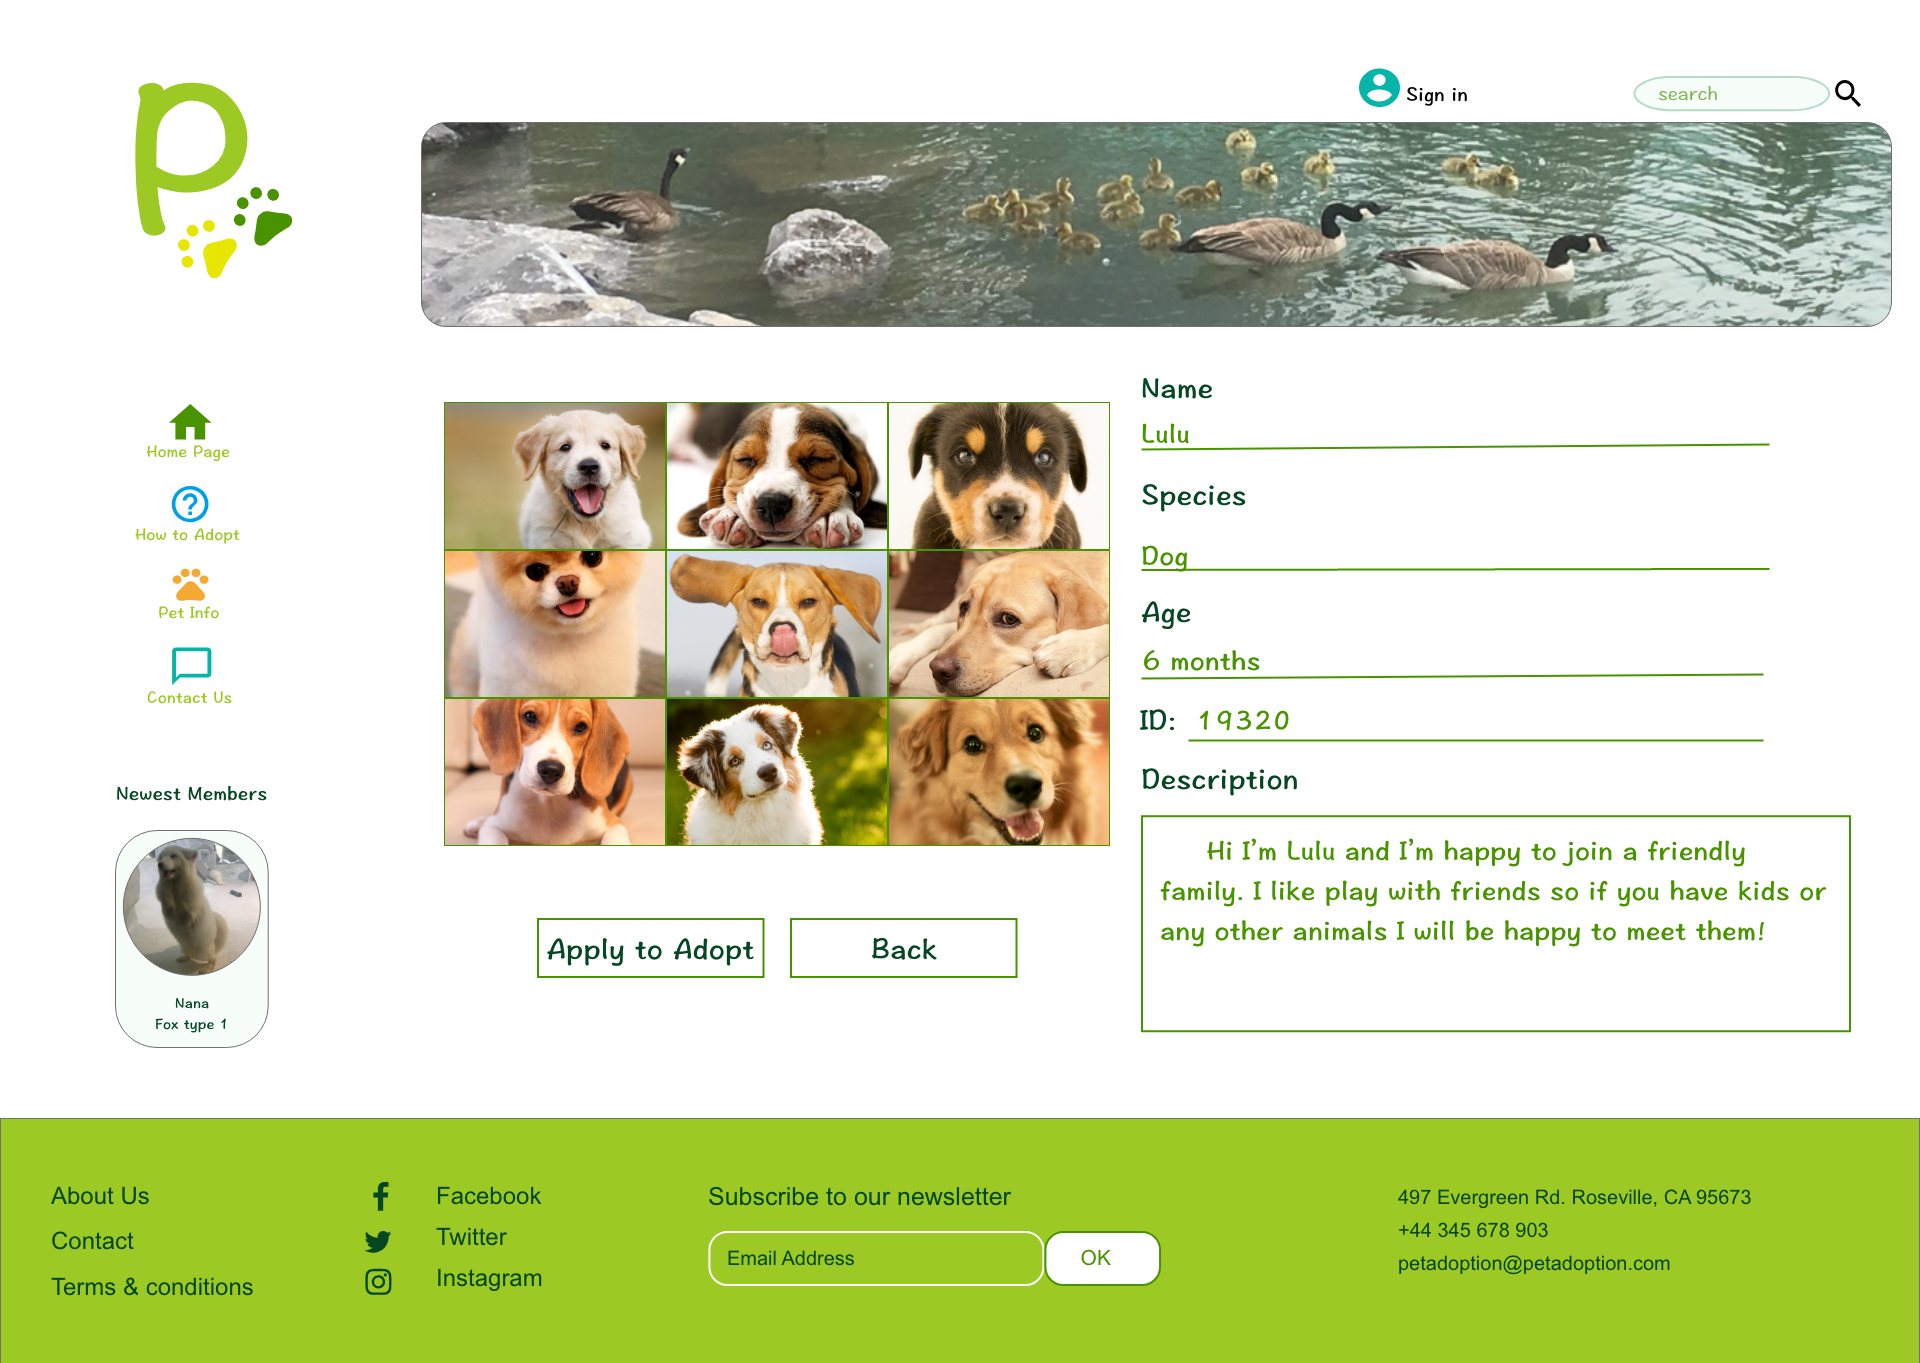 p
Sign in
search
Home Page
How to Adopt
Pet Info
Contact Us
Newest Members
Nana
Fox type 1
Name
Lulu
Species
Dog
Age
6 months
ID: 19320
Description
Hi I'm Lulu and I'm happy to join a friendly
family. I like play with friends so if you have kids or
any other animals I will be happy to meet them!
Apply to Adopt
Back
About Us
Contact
Terms & conditions
Facebook
Twitter
Instagram
Subscribe to our newsletter
Email Address
OK
497 Evergreen Rd. Roseville, CA 95673
+44 345 678 903
petadoption@petadoption.com